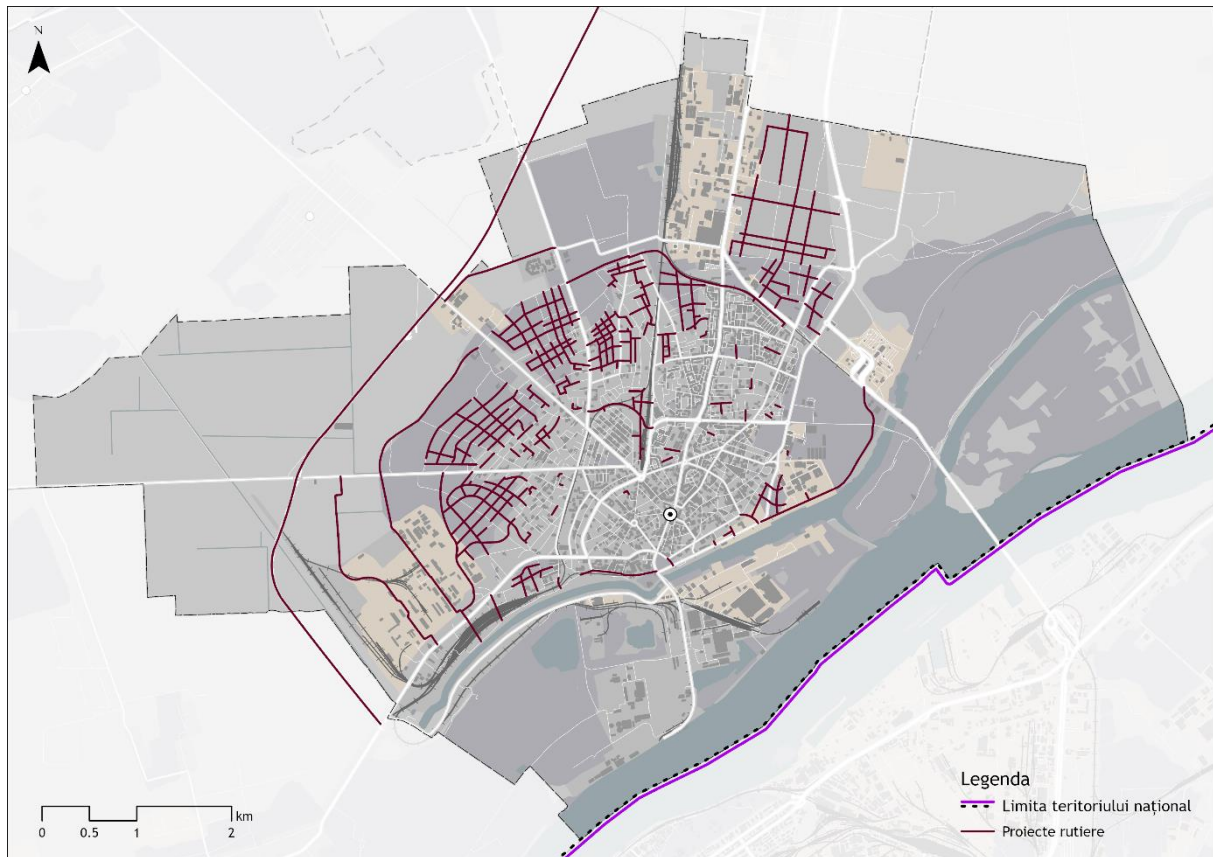 N
Legenda
Limita teritoriului național
Proiecte rutiere
km
0 0.5 1 2